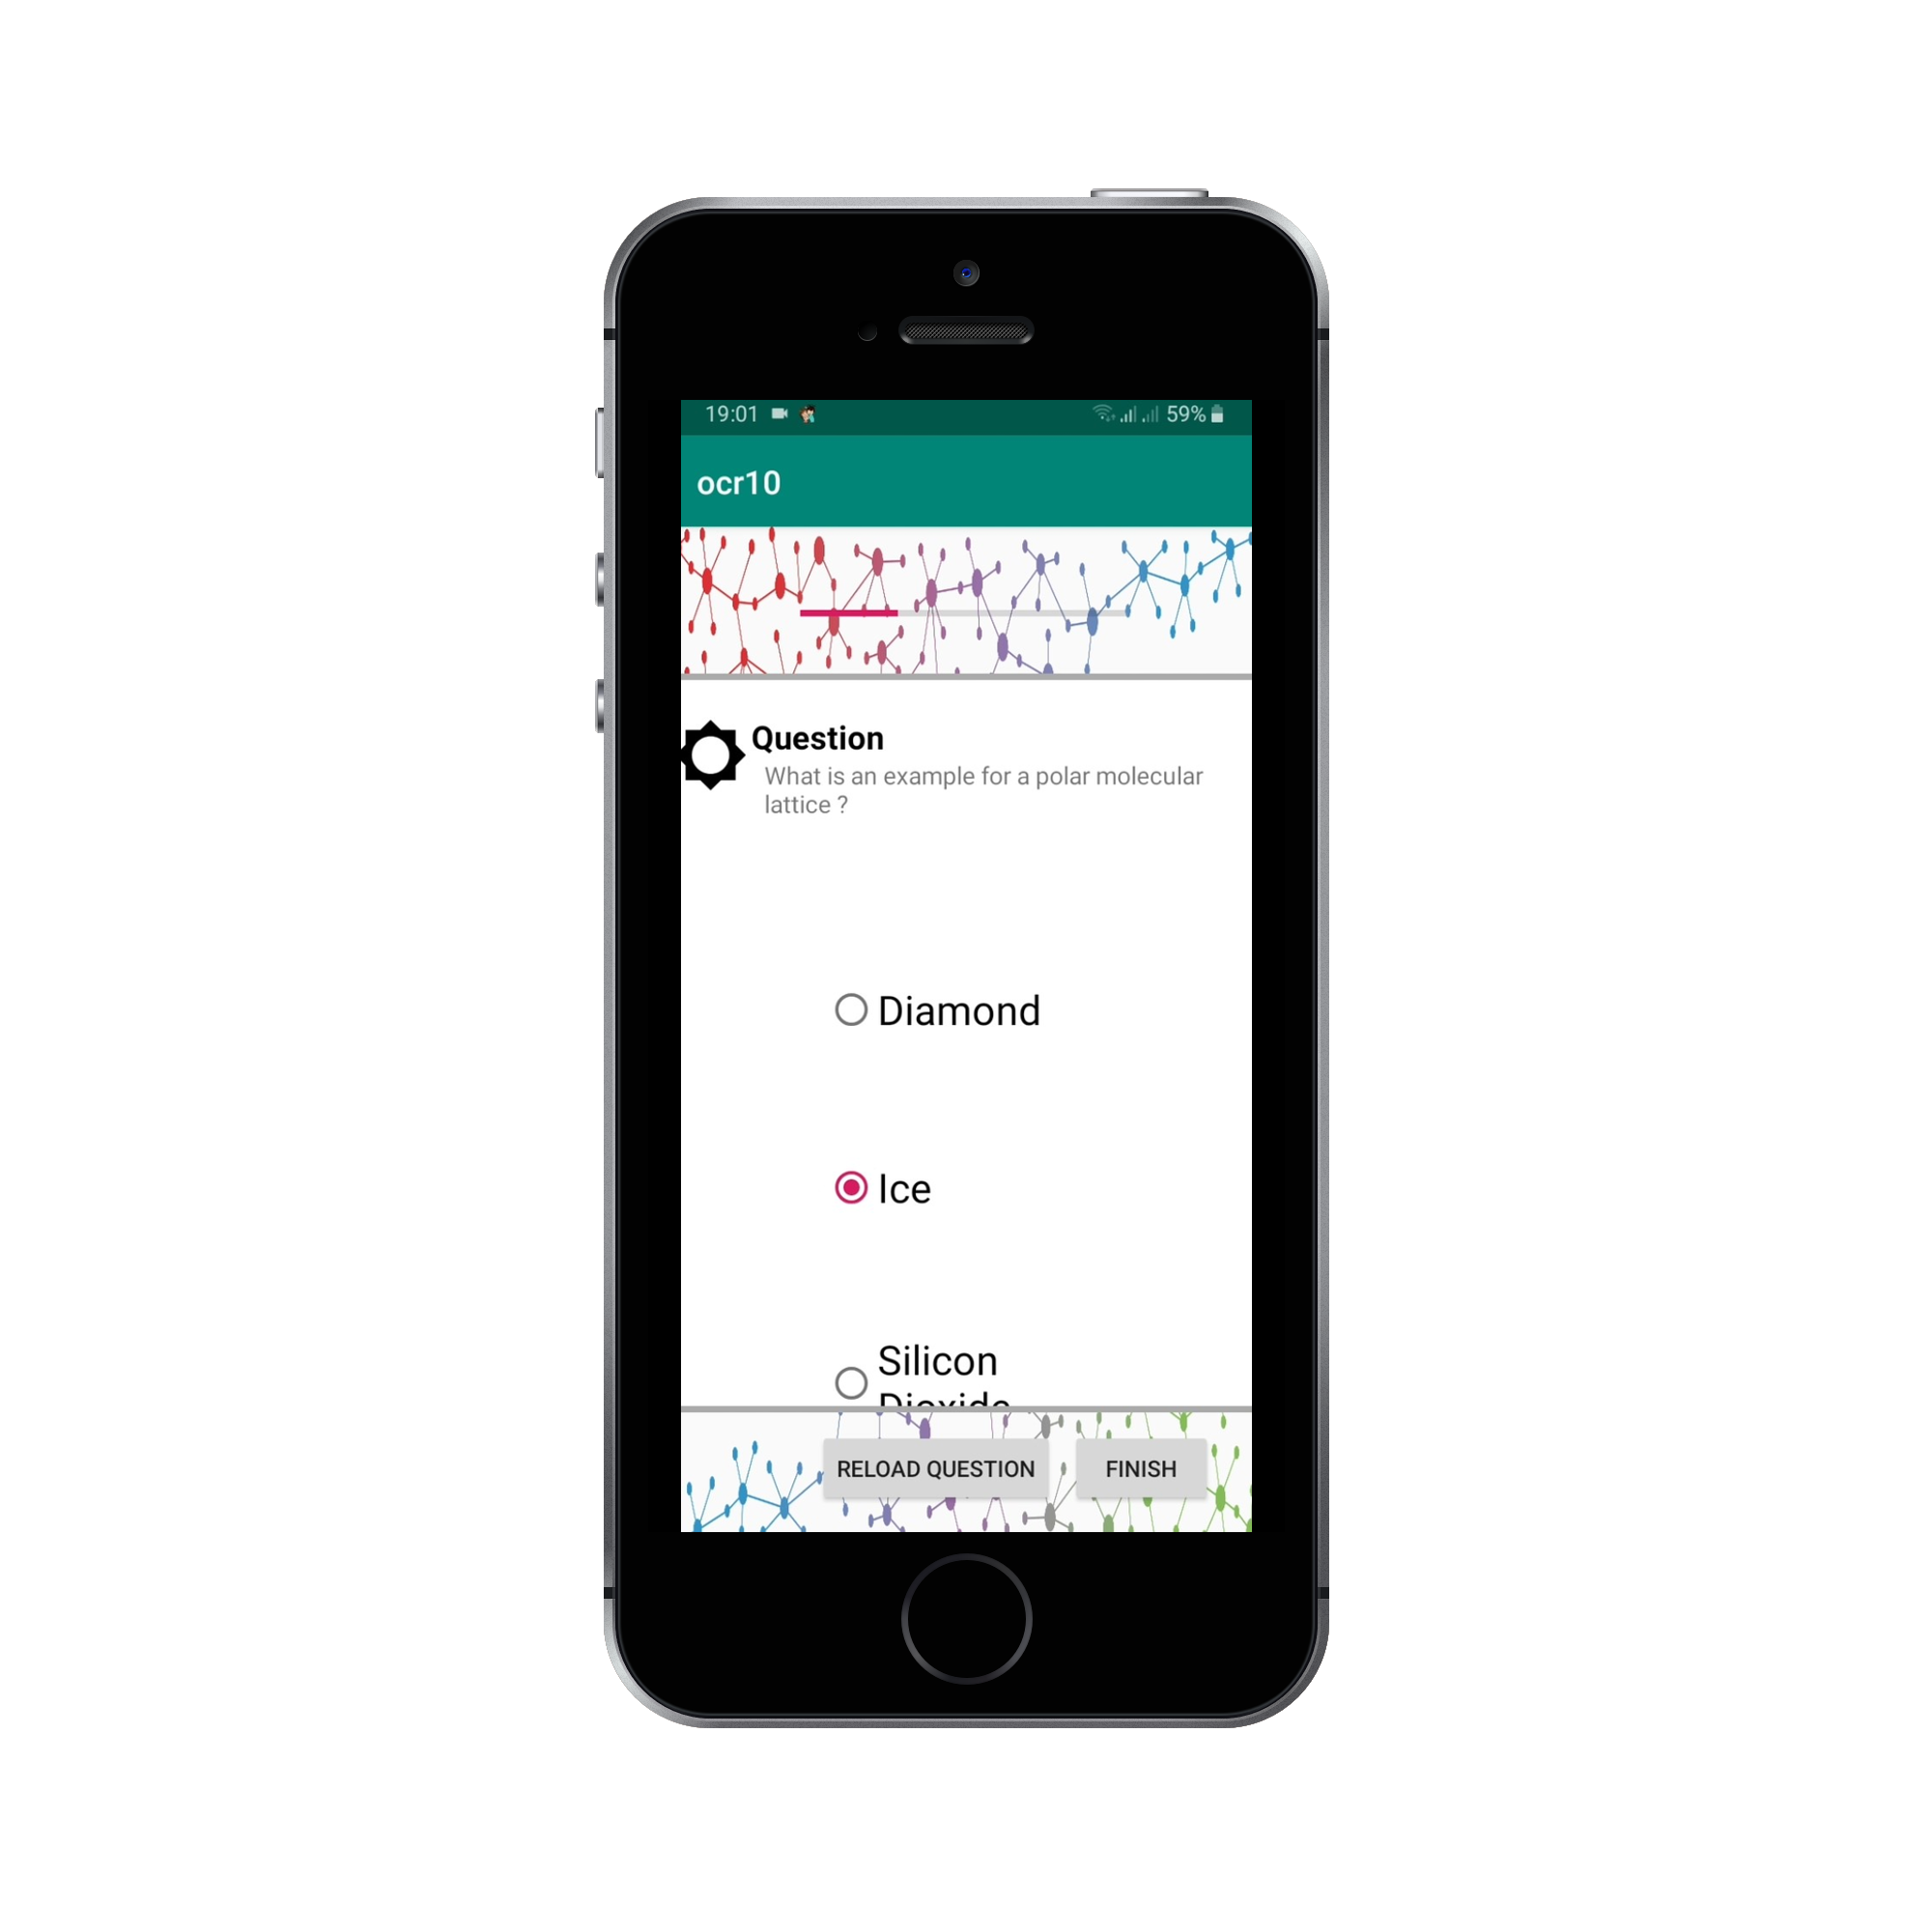 19:01 59%
ocr10
Question
What is an example for a polar molecular
lattice ?
Diamond
Ice
Silicon
Dioxide
RELOAD QUESTION FINISH